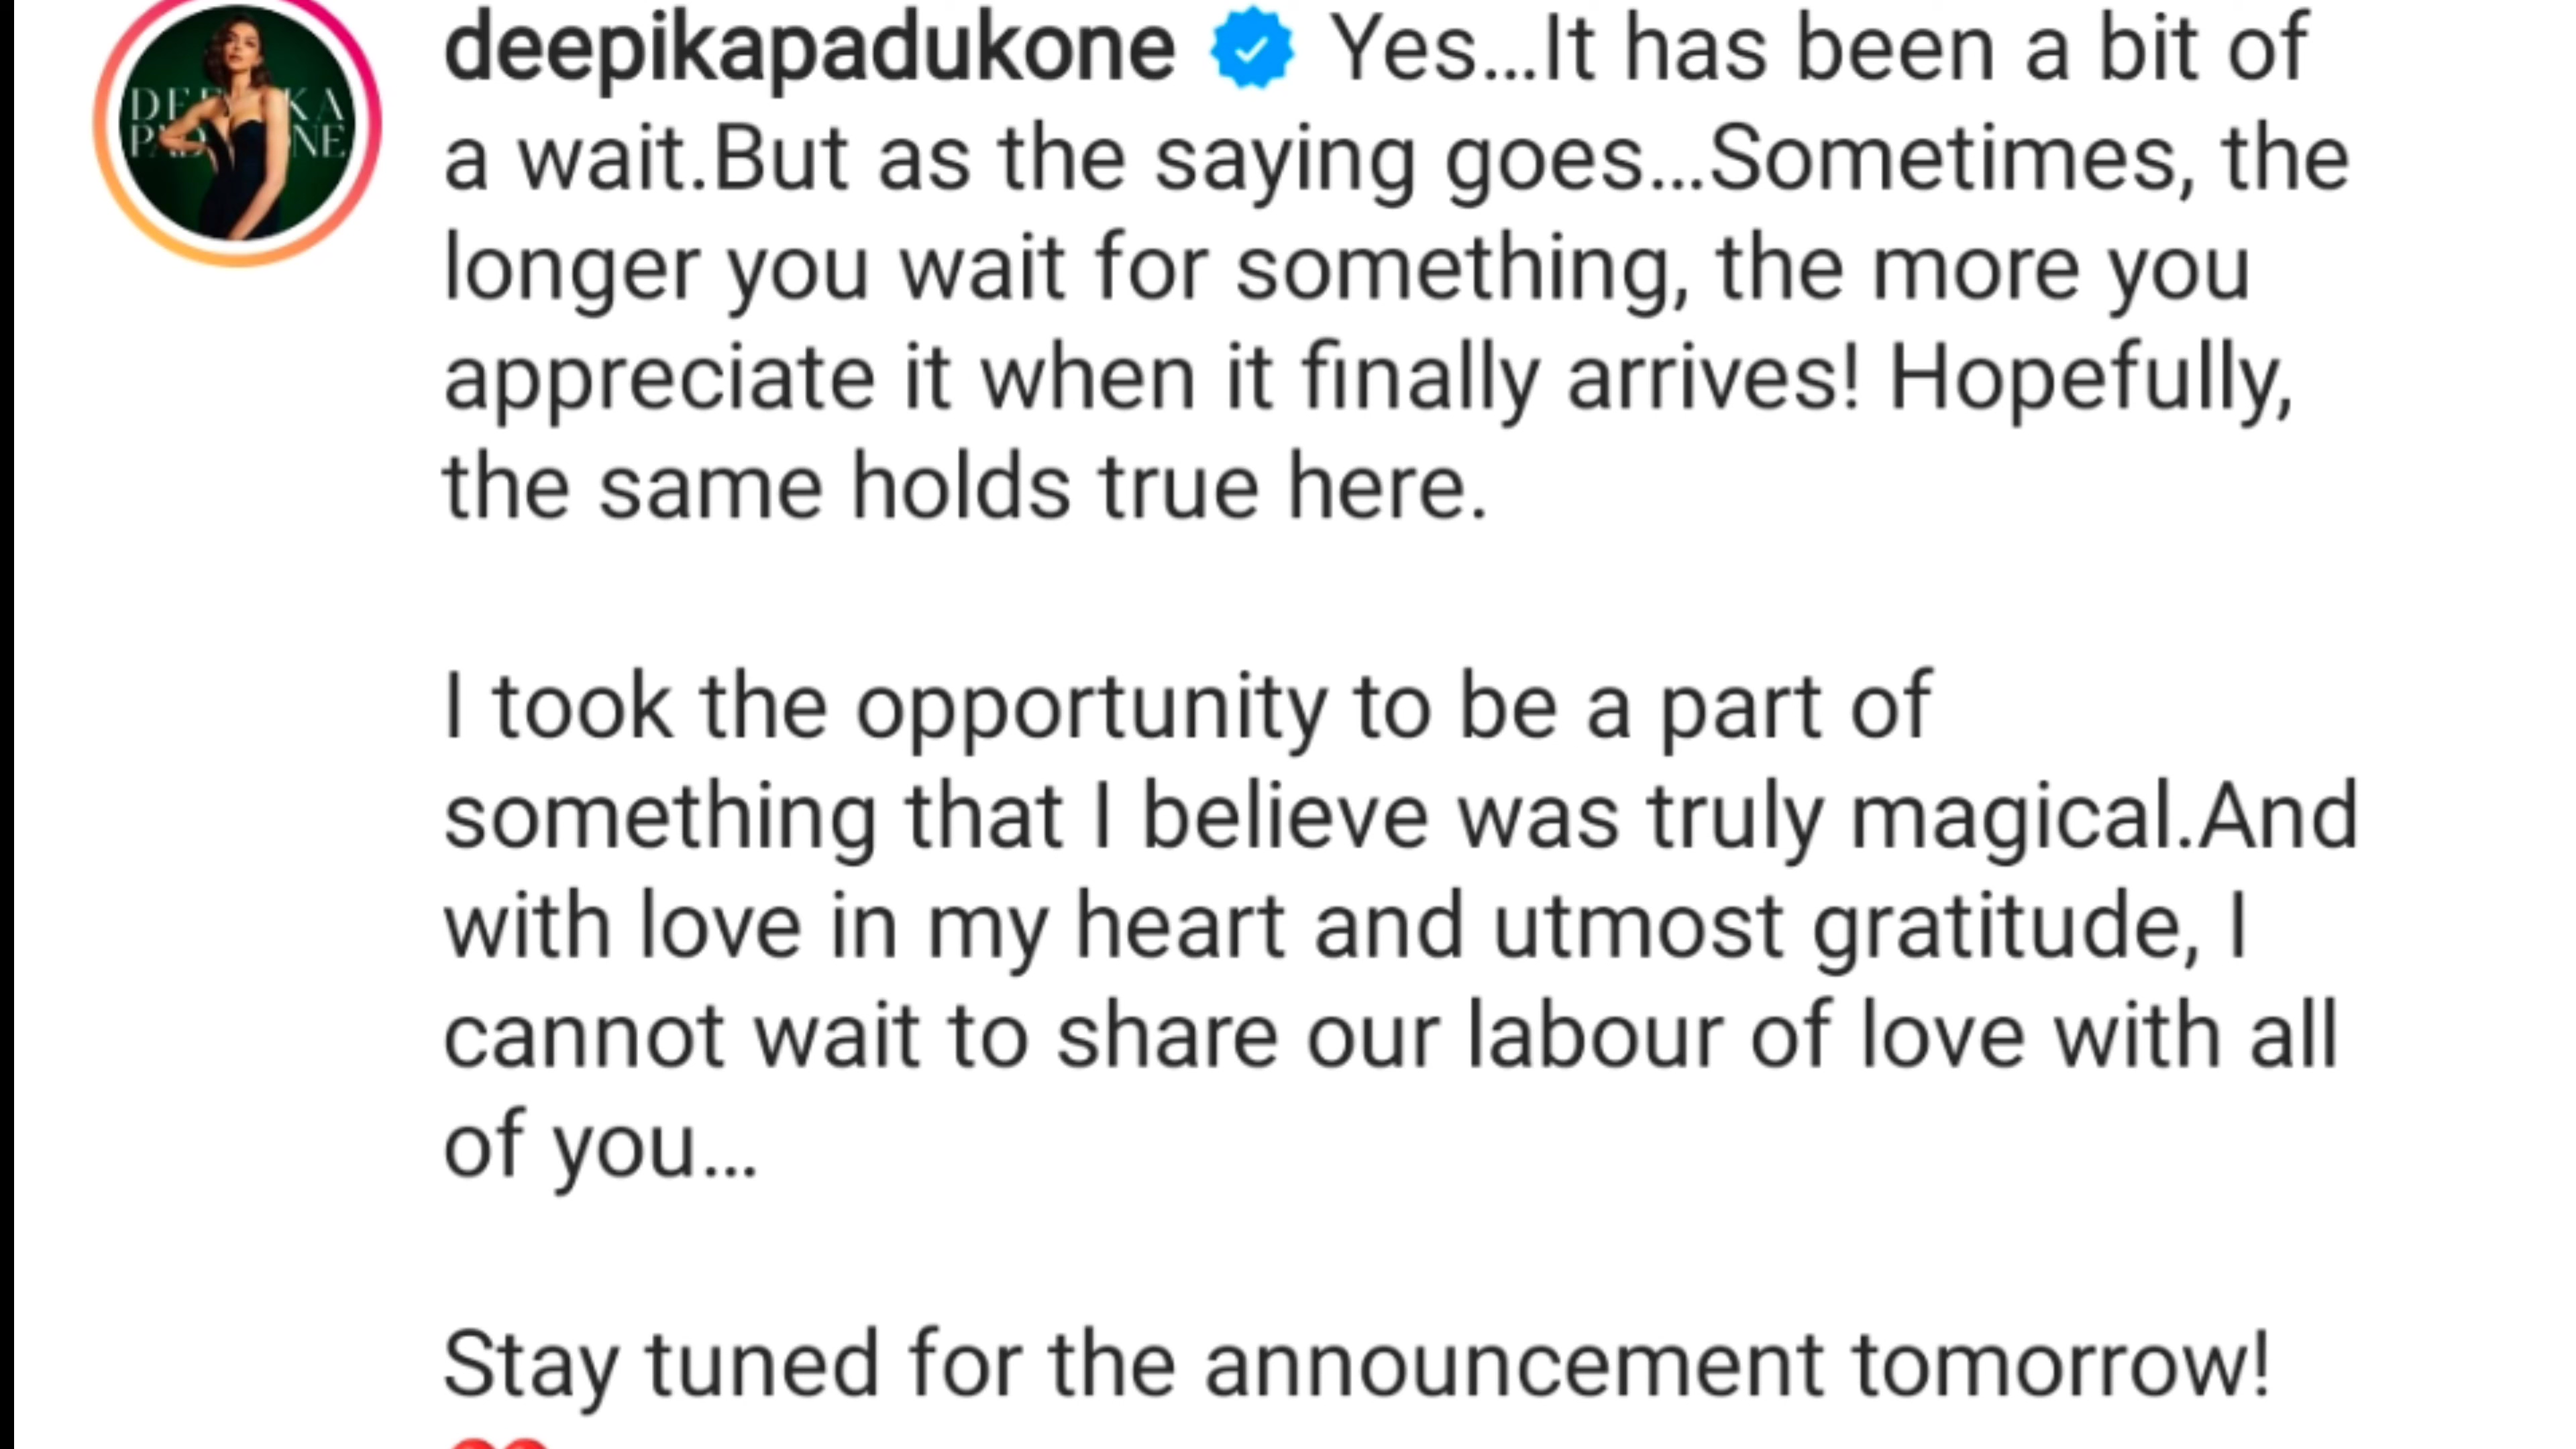 deepikapadukone Yes...It has been a bit of
a wait.But as the saying goes...Sometimes, the
longer you wait for something, the more you
appreciate it when it finally arrives! Hopefully,
the same holds true here.
I took the opportunity to be a part of
something that I believe was truly magical.And
with love in my heart and utmost gratitude, I
cannot wait to share our labour of love with all
of you...
Stay tuned for the announcement tomorrow!